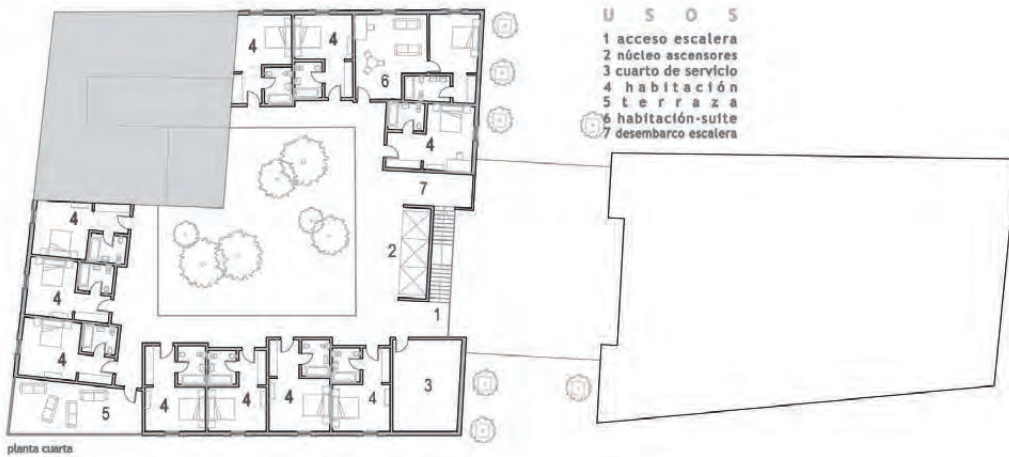 U S O S
1 acceso escalera
2 núcleo ascensores
3 cuarto de servicio
4 habitación
5 terraza
6 habitación-suite
7 desembarco escalera
4
4
6
4
7
4
2
4
1
4
3
4
4
4
4
5
planta cuarta